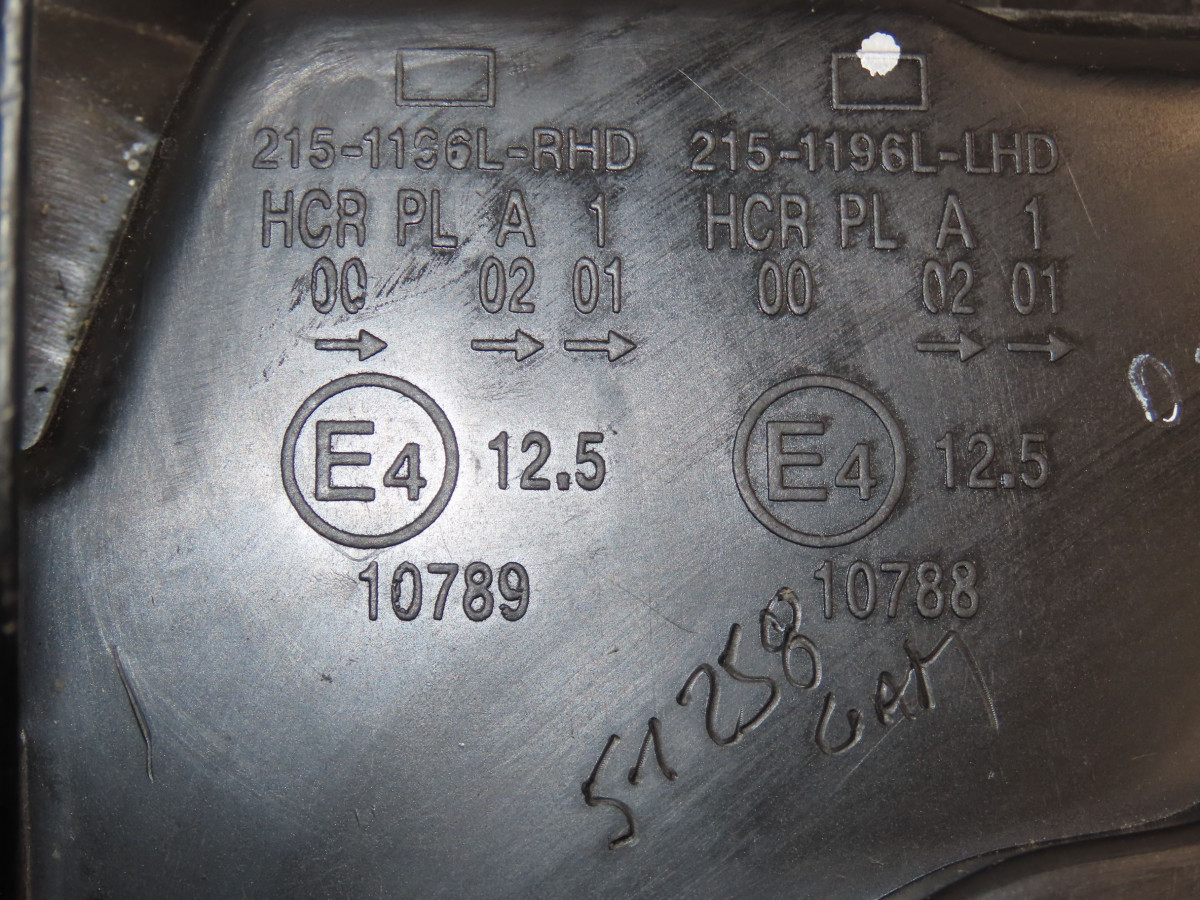 215-1196L-RHD
HCR PL A 1
00 02 01
→ → →
E4 12.5
10789
215-1196L-LHD
HCR PL A 1
00 02 01
→ →
E4 12.5
10788
51258